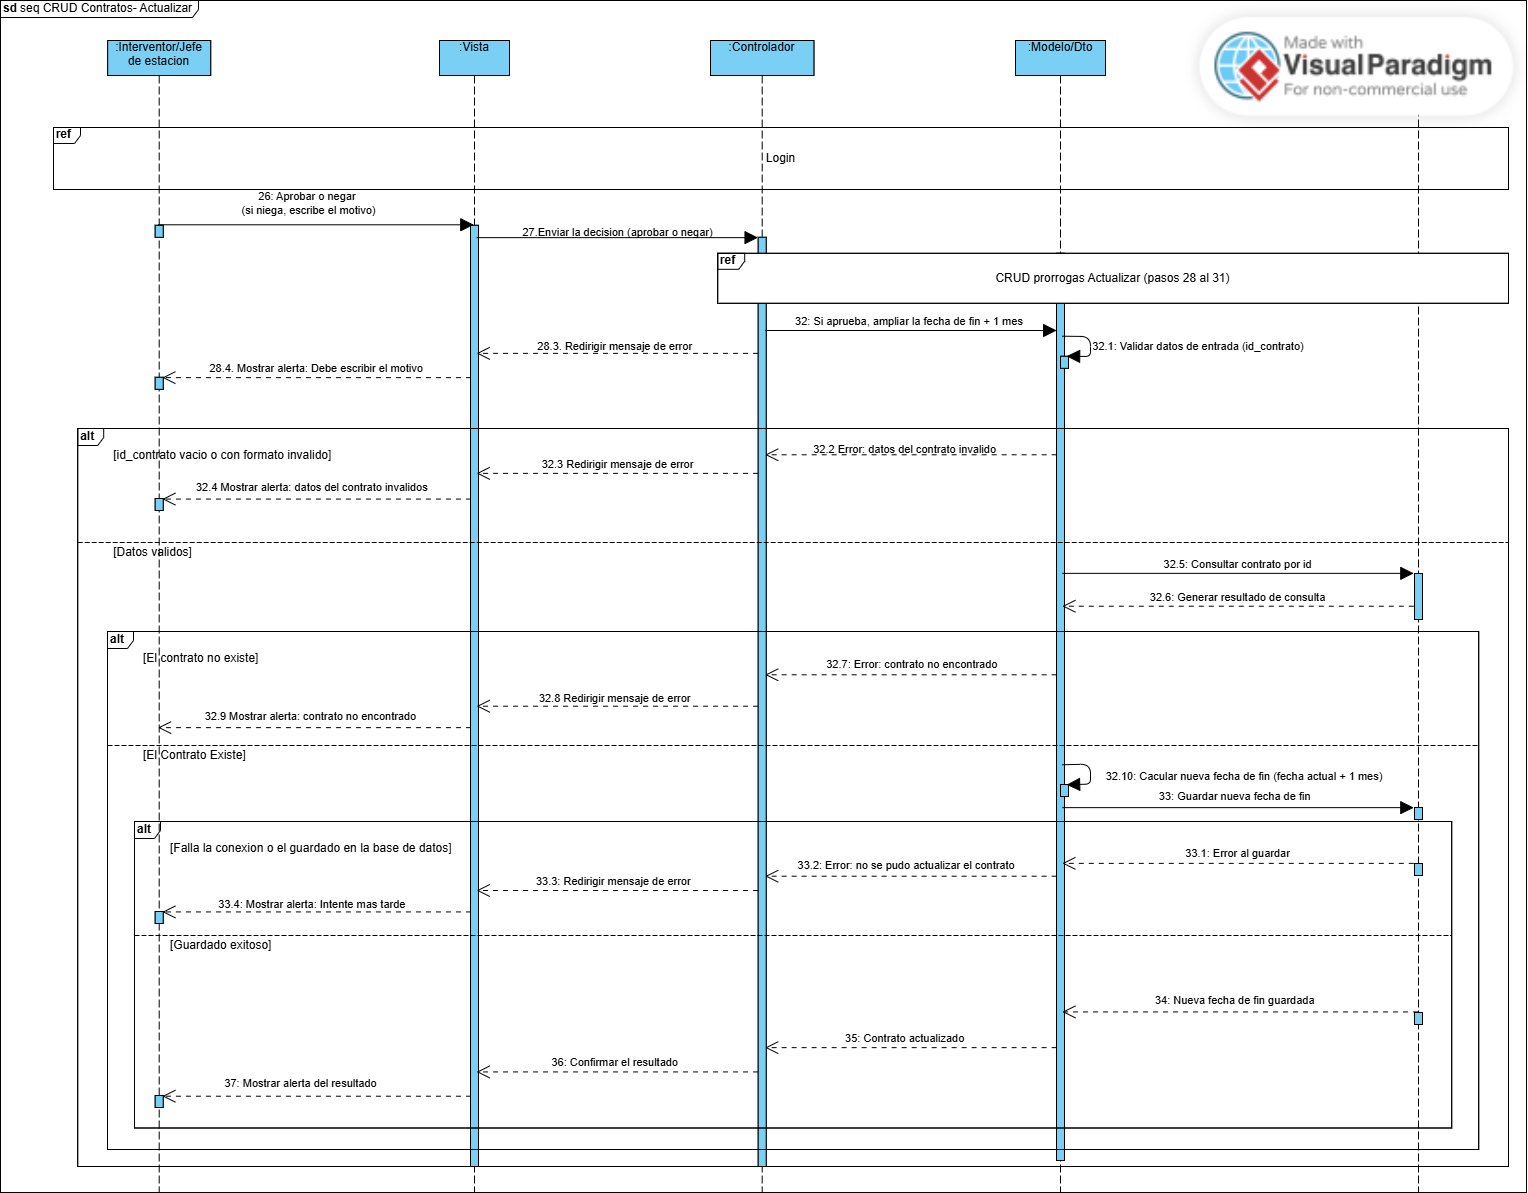 sd seq CRUD Contratos- Actualizar
:Interventor/Jefe
de estacion
:Vista
:Controlador
:Modelo/Dto
Made with
Visual Paradigm
For non-commercial use
ref
Login
26: Aprobar o negar
(si niega, escribe el motivo)
27.Enviar la decision (aprobar o negar)
ref
CRUD prorrogas Actualizar (pasos 28 al 31)
32: Si aprueba, ampliar la fecha de fin + 1 mes
28.3. Redirigir mensaje de error
32.1: Validar datos de entrada (id_contrato)
28.4. Mostrar alerta: Debe escribir el motivo
alt
[id_contrato vacio o con formato invalido]
32.2 Error: datos del contrato invalido
32.3 Redirigir mensaje de error
32.4 Mostrar alerta: datos del contrato invalidos
[Datos validos]
32.5: Consultar contrato por id
32.6: Generar resultado de consulta
alt
[El contrato no existe]
32.7: Error: contrato no encontrado
32.8 Redirigir mensaje de error
32.9 Mostrar alerta: contrato no encontrado
[El Contrato Existe]
32.10: Cacular nueva fecha de fin (fecha actual + 1 mes)
33: Guardar nueva fecha de fin
alt
[Falla la conexion o el guardado en la base de datos]
33.1: Error al guardar
33.2: Error: no se pudo actualizar el contrato
33.3: Redirigir mensaje de error
33.4: Mostrar alerta: Intente mas tarde
[Guardado exitoso]
34: Nueva fecha de fin guardada
35: Contrato actualizado
36: Confirmar el resultado
37: Mostrar alerta del resultado